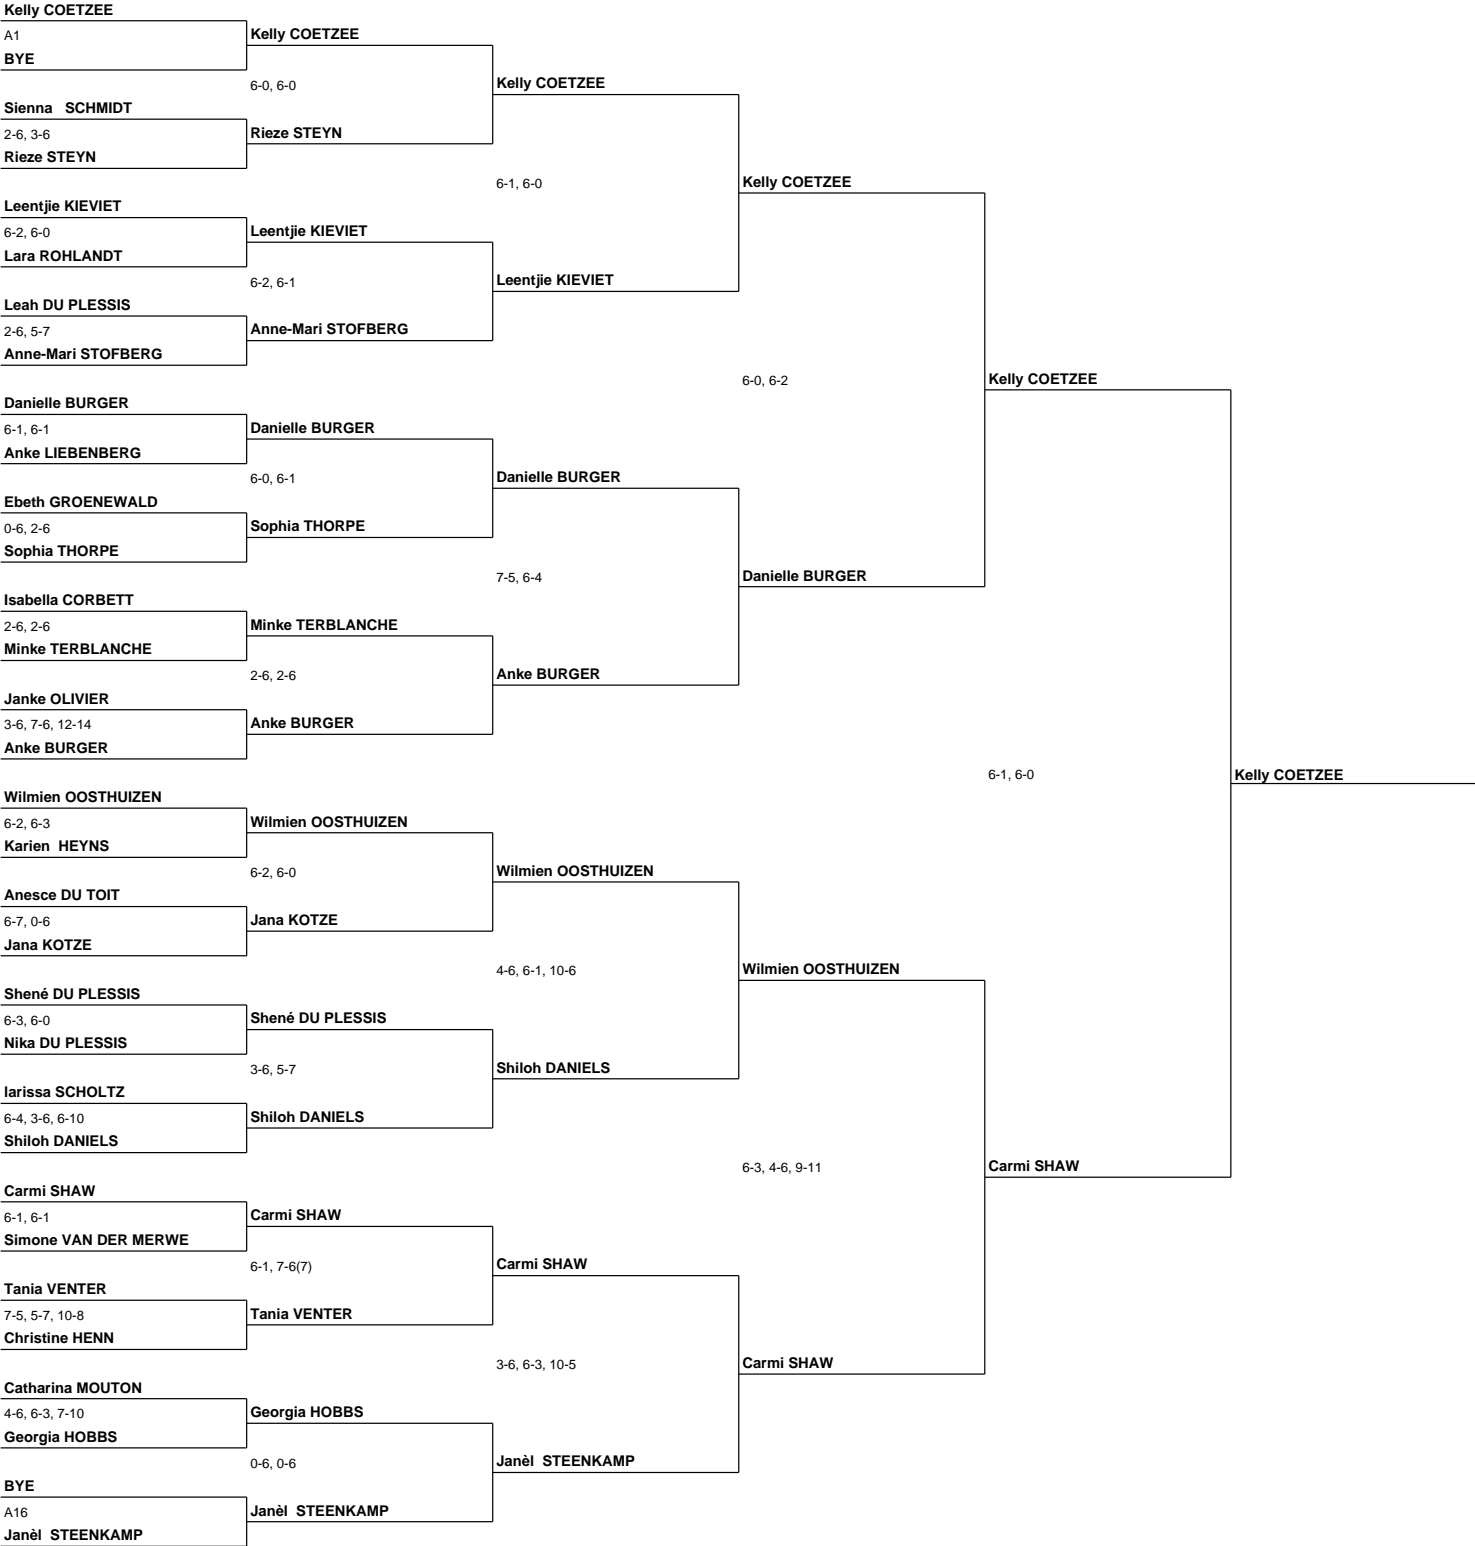 Kelly COETZEE
A1
BYE
Sienna   SCHMIDT
2-6, 3-6
Rieze STEYN
Leentjie KIEVIET
6-2, 6-0
Lara ROHLANDT
Leah DU PLESSIS
2-6, 5-7
Anne-Mari STOFBERG
Danielle BURGER
6-1, 6-1
Anke LIEBENBERG
Ebeth GROENEWALD
0-6, 2-6
Sophia THORPE
Isabella CORBETT
2-6, 2-6
Minke TERBLANCHE
Janke OLIVIER
3-6, 7-6, 12-14
Anke BURGER
Wilmien OOSTHUIZEN
6-2, 6-3
Karien  HEYNS
Anesce DU TOIT
6-7, 0-6
Jana KOTZE
Shené DU PLESSIS
6-3, 6-0
Nika DU PLESSIS
larissa SCHOLTZ
6-4, 3-6, 6-10
Shiloh DANIELS
Carmi SHAW
6-1, 6-1
Simone VAN DER MERWE
Tania VENTER
7-5, 5-7, 10-8
Christine HENN
Catharina MOUTON
4-6, 6-3, 7-10
Georgia HOBBS
BYE
A16
Janèl  STEENKAMP
Kelly COETZEE
6-0, 6-0
Rieze STEYN
Leentjie KIEVIET
6-2, 6-1
Anne-Mari STOFBERG
Danielle BURGER
6-0, 6-1
Sophia THORPE
Minke TERBLANCHE
2-6, 2-6
Anke BURGER
Wilmien OOSTHUIZEN
6-2, 6-0
Jana KOTZE
Shené DU PLESSIS
3-6, 5-7
Shiloh DANIELS
Carmi SHAW
6-1, 7-6(7)
Tania VENTER
Georgia HOBBS
0-6, 0-6
Janèl  STEENKAMP
Kelly COETZEE
6-1, 6-0
Leentjie KIEVIET
Danielle BURGER
7-5, 6-4
Anke BURGER
Wilmien OOSTHUIZEN
4-6, 6-1, 10-6
Shiloh DANIELS
Carmi SHAW
3-6, 6-3, 10-5
Janèl  STEENKAMP
Kelly COETZEE
6-0, 6-2
Danielle BURGER
Wilmien OOSTHUIZEN
6-3, 4-6, 9-11
Carmi SHAW
Kelly COETZEE
6-1, 6-0
Carmi SHAW
Kelly COETZEE